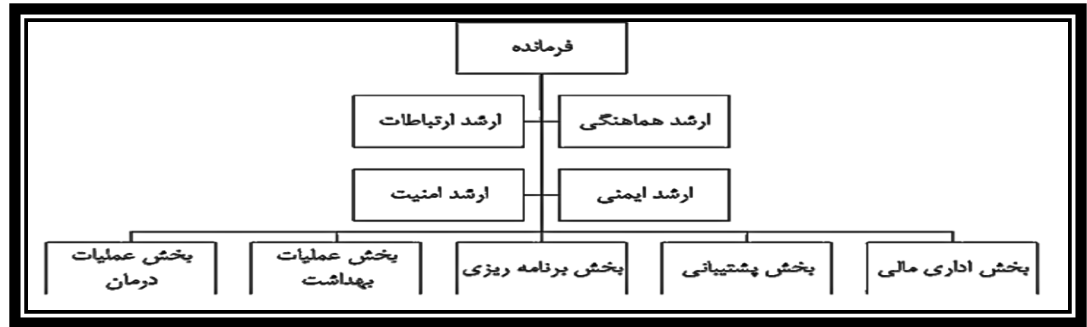 فرمانده
ارشد هماهنگی
ارشد ارتباطات
ارشد ایمنی
ارشد امنیت
بخش اداری مالی
بخش پشتیبانی
بخش برنامه ریزی
بخش عملیات
بهداشت
بخش عملیات
درمان